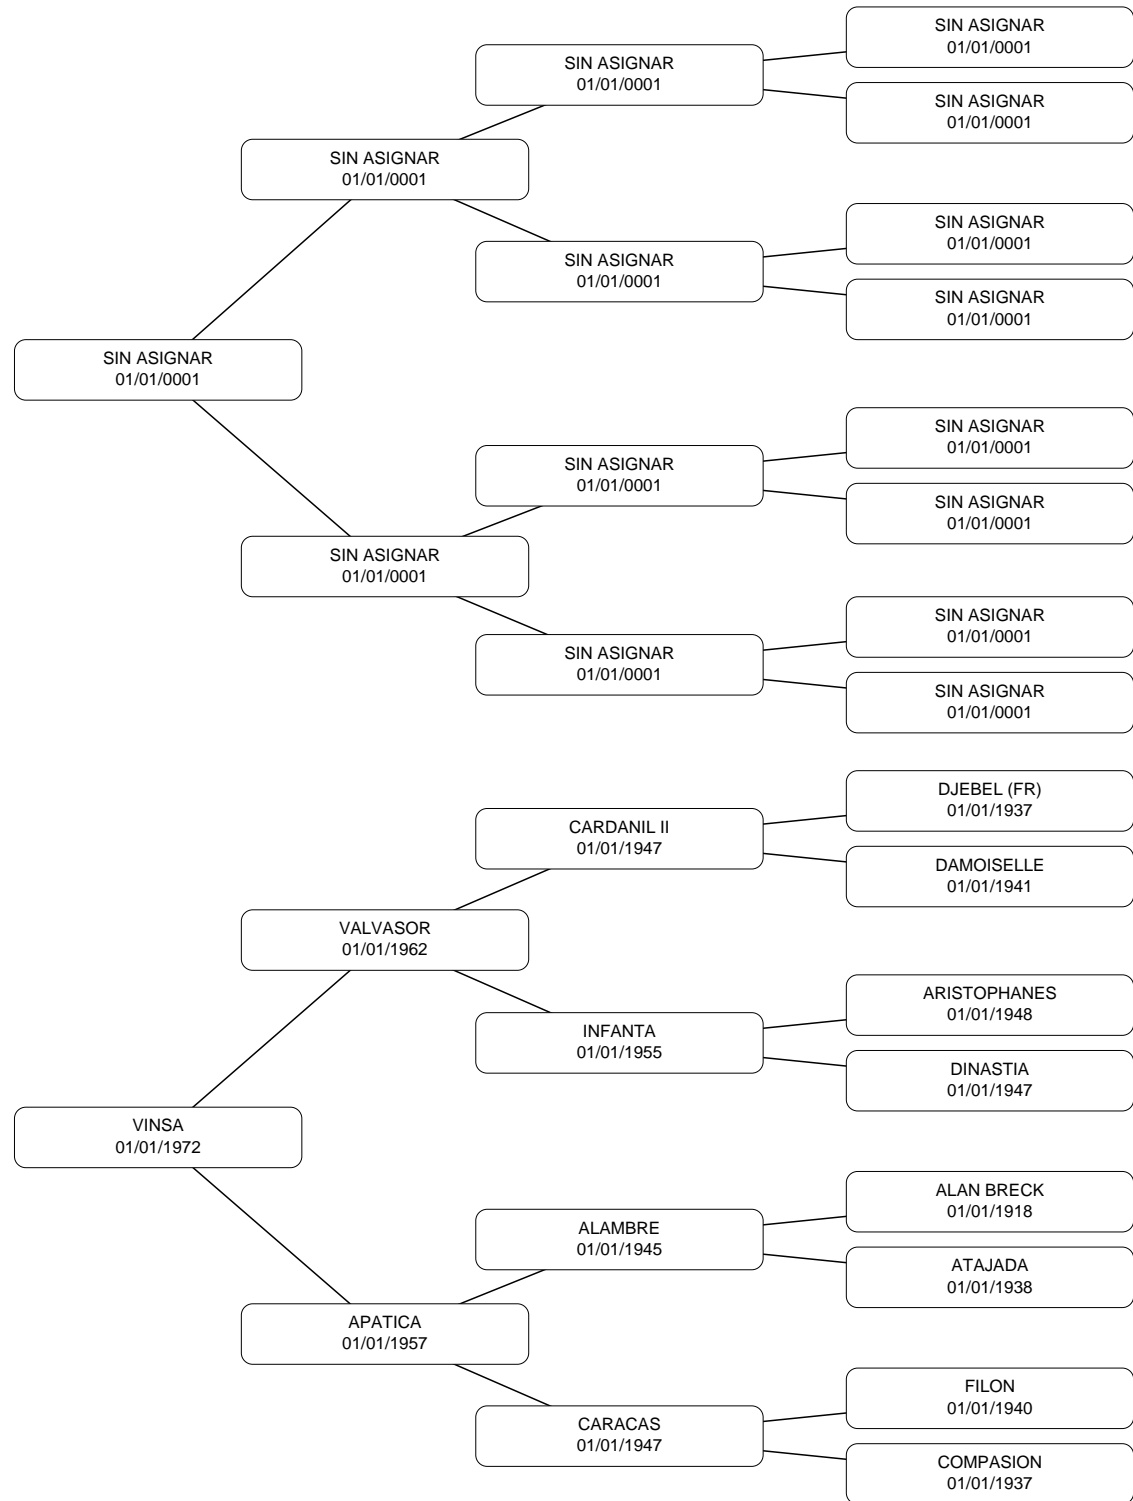 SIN ASIGNAR
01/01/0001
SIN ASIGNAR
01/01/0001
SIN ASIGNAR
01/01/0001
SIN ASIGNAR
01/01/0001
SIN ASIGNAR
01/01/0001
SIN ASIGNAR
01/01/0001
SIN ASIGNAR
01/01/0001
SIN ASIGNAR
01/01/0001
SIN ASIGNAR
01/01/0001
SIN ASIGNAR
01/01/0001
SIN ASIGNAR
01/01/0001
SIN ASIGNAR
01/01/0001
SIN ASIGNAR
01/01/0001
SIN ASIGNAR
01/01/0001
SIN ASIGNAR
01/01/0001
DJEBEL (FR)
01/01/1937
CARDANIL II
01/01/1947
DAMOISELLE
01/01/1941
VALVASOR
01/01/1962
ARISTOPHANES
01/01/1948
INFANTA
01/01/1955
DINASTIA
01/01/1947
VINSA
01/01/1972
ALAN BRECK
01/01/1918
ALAMBRE
01/01/1945
ATAJADA
01/01/1938
APATICA
01/01/1957
FILON
01/01/1940
CARACAS
01/01/1947
COMPASION
01/01/1937